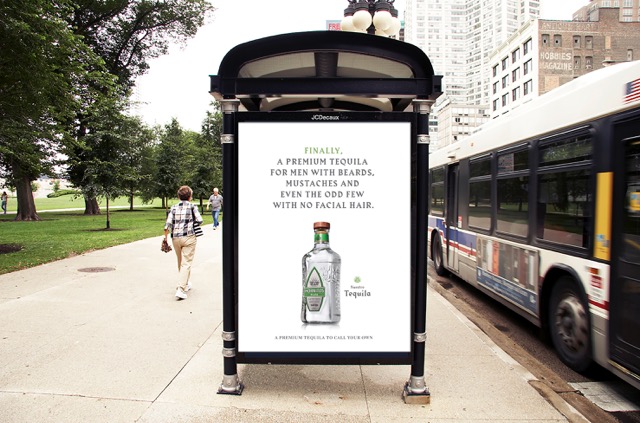 HOBBIES
MAGAZINE
JCDecaux
FINALLY,
A PREMIUM TEQUILA
FOR MEN WITH BEARDS,
MUSTACHES AND
EVEN THE ODD FEW
WITH NO FACIAL HAIR.
Tequila
A PREMIUM TEQUILA TO CALL YOUR OWN